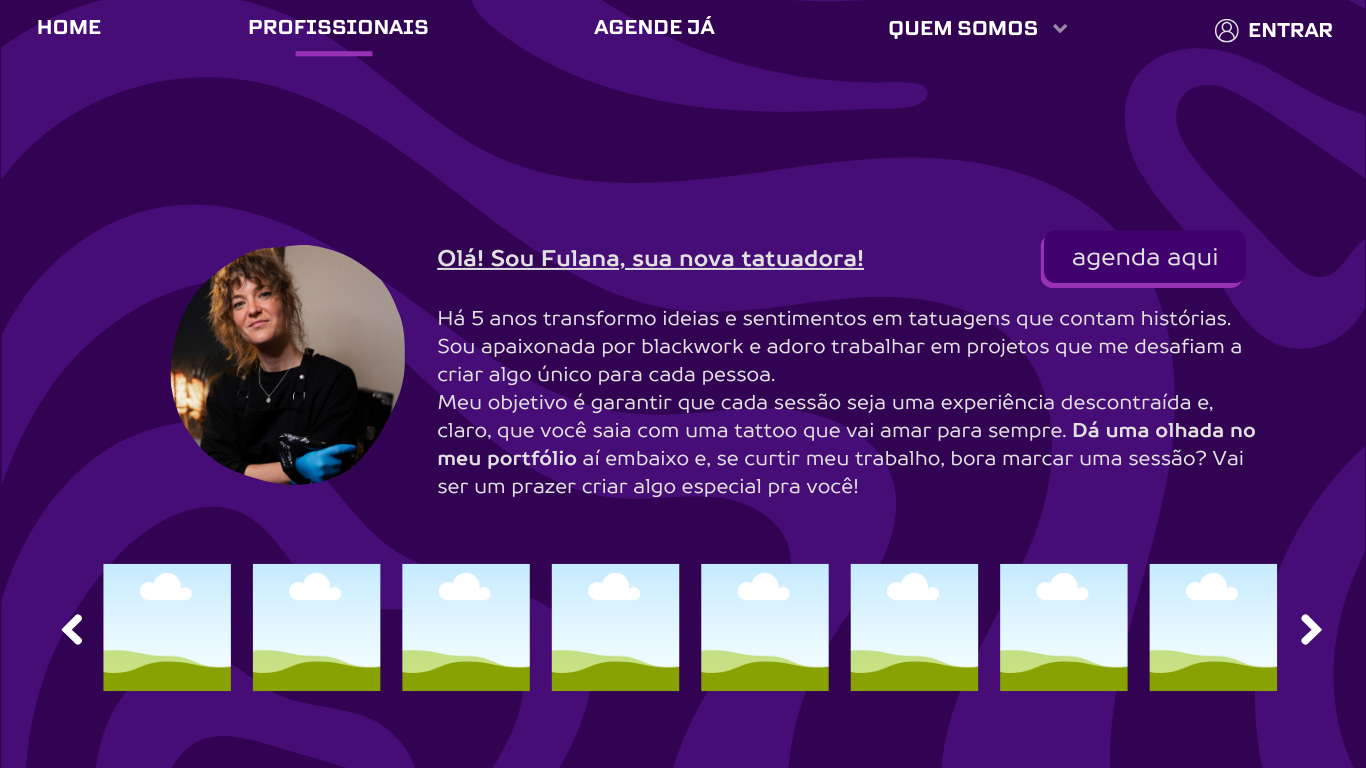 HOME
PROFISSIONAIS
AGENDE JÁ
QUEM SOMOS
ENTRAR
Olá! Sou Fulana, sua nova tatuadora!
agenda aqui
Há 5 anos transformo ideias e sentimentos em tatuagens que contam histórias.
Sou apaixonada por blackwork e adoro trabalhar em projetos que me desafiam a
criar algo único para cada pessoa.
Meu objetivo é garantir que cada sessão seja uma experiência descontraída e,
claro, que você saia com uma tattoo que vai amar para sempre. Dá uma olhada no
meu portfólio aí embaixo e, se curtir meu trabalho, bora marcar uma sessão? Vai
ser um prazer criar algo especial pra você!